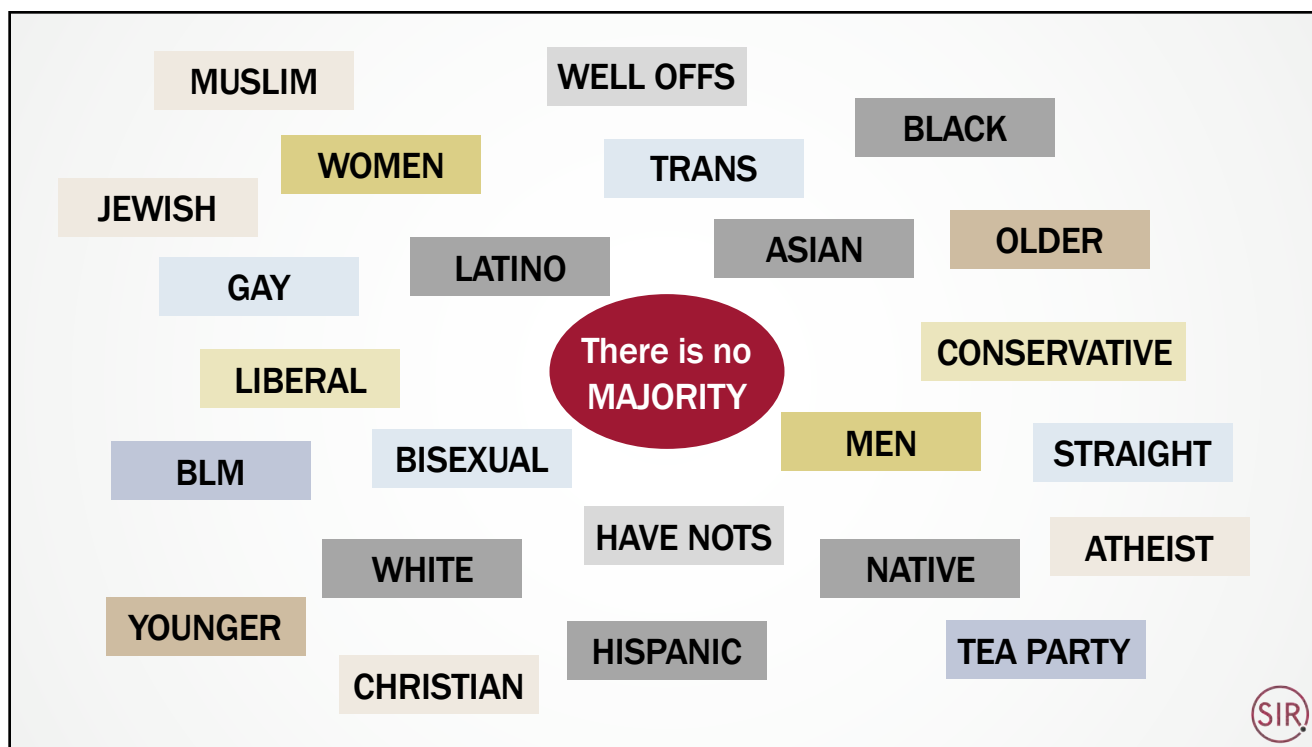 MUSLIM
WELL OFFS
BLACK
WOMEN
TRANS
JEWISH
LATINO
ASIAN
OLDER
GAY
There is no
MAJORITY
CONSERVATIVE
LIBERAL
MEN
STRAIGHT
BLM
BISEXUAL
HAVE NOTS
ATHEIST
WHITE
NATIVE
YOUNGER
HISPANIC
TEA PARTY
CHRISTIAN
SIR.